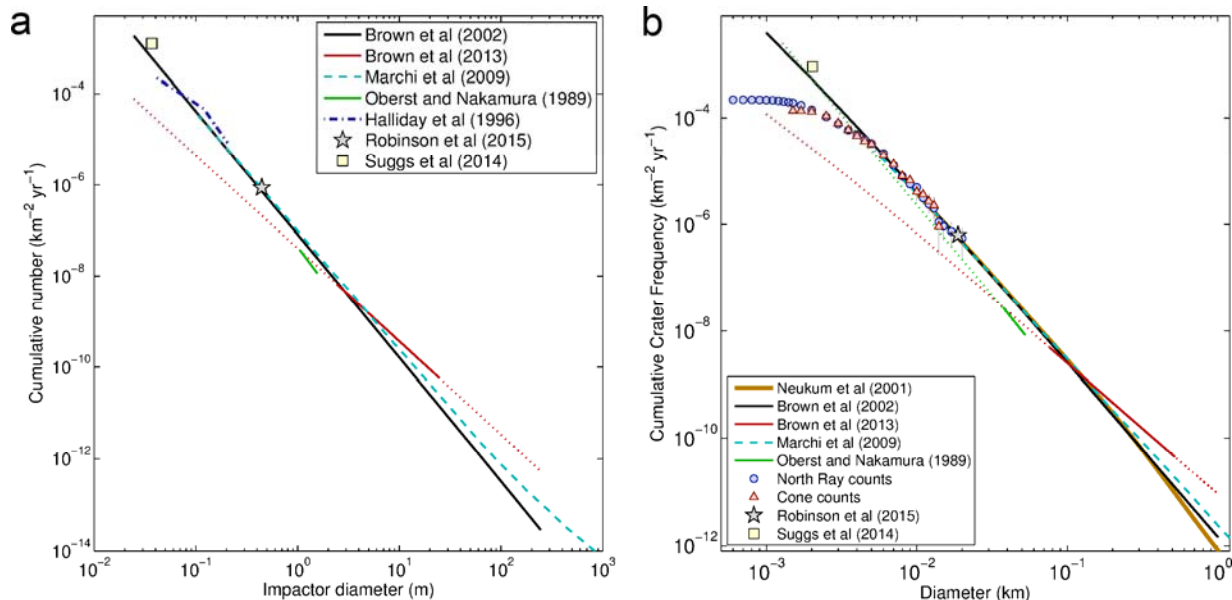 a
Cumulative number (km⁻² yr⁻¹)
10⁻⁴
10⁻⁶
10⁻⁸
10⁻¹⁰
10⁻¹²
10⁻¹⁴
Brown et al (2002)
Brown et al (2013)
Marchi et al (2009)
Oberst and Nakamura (1989)
Halliday et al (1996)
Robinson et al (2015)
Suggs et al (2014)
10⁻² 10⁻¹ 10⁰ 10¹ 10² 10³
Impactor diameter (m)
b
Cumulative Crater Frequency (km⁻² yr⁻¹)
10⁻⁴
10⁻⁶
10⁻⁸
10⁻¹⁰
10⁻¹²
Neukum et al (2001)
Brown et al (2002)
Brown et al (2013)
Marchi et al (2009)
Oberst and Nakamura (1989)
North Ray counts
Cone counts
Robinson et al (2015)
Suggs et al (2014)
10⁻³ 10⁻² 10⁻¹ 10⁰
Diameter (km)